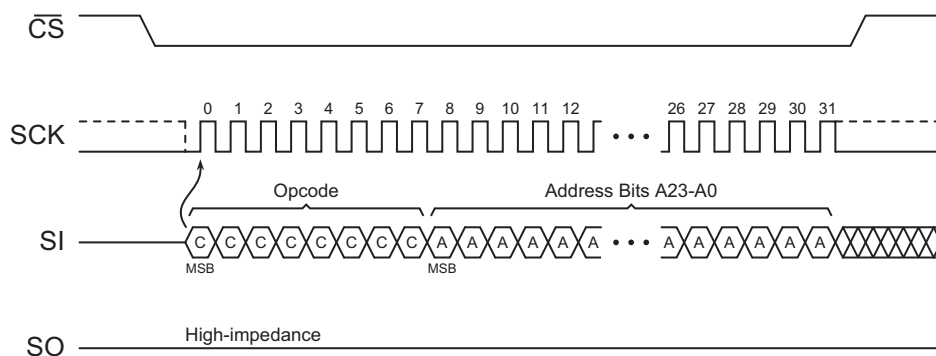 CS
0 1 2 3 4 5 6 7 8 9 10 11 12 26 27 28 29 30 31
SCK
Opcode Address Bits A23-A0
SI C C C C C C C C A A A A A A A A A A A A
MSB MSB
High-impedance
SO